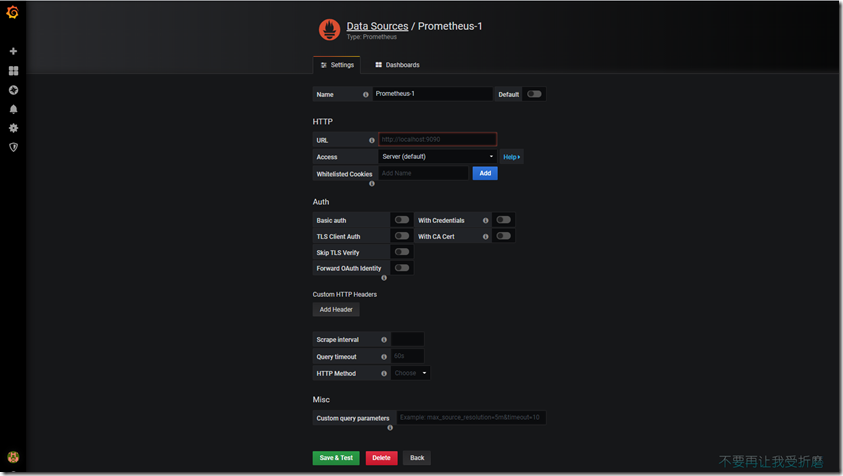 Data Sources / Prometheus-1
Type: Prometheus
Settings Dashboards
Name Prometheus-1 Default
HTTP
URL http://localhost:9090
Access Server (default) Help
Whitelisted Cookies Add Name Add
Auth
Basic auth With Credentials
TLS Client Auth With CA Cert
Skip TLS Verify
Forward OAuth Identity
Custom HTTP Headers
Add Header
Scrape interval
Query timeout 60s
HTTP Method Choose
Misc
Custom query parameters Example: max_source_resolution=5m&timeout=10
Save & Test Delete Back
不要再让我受折磨